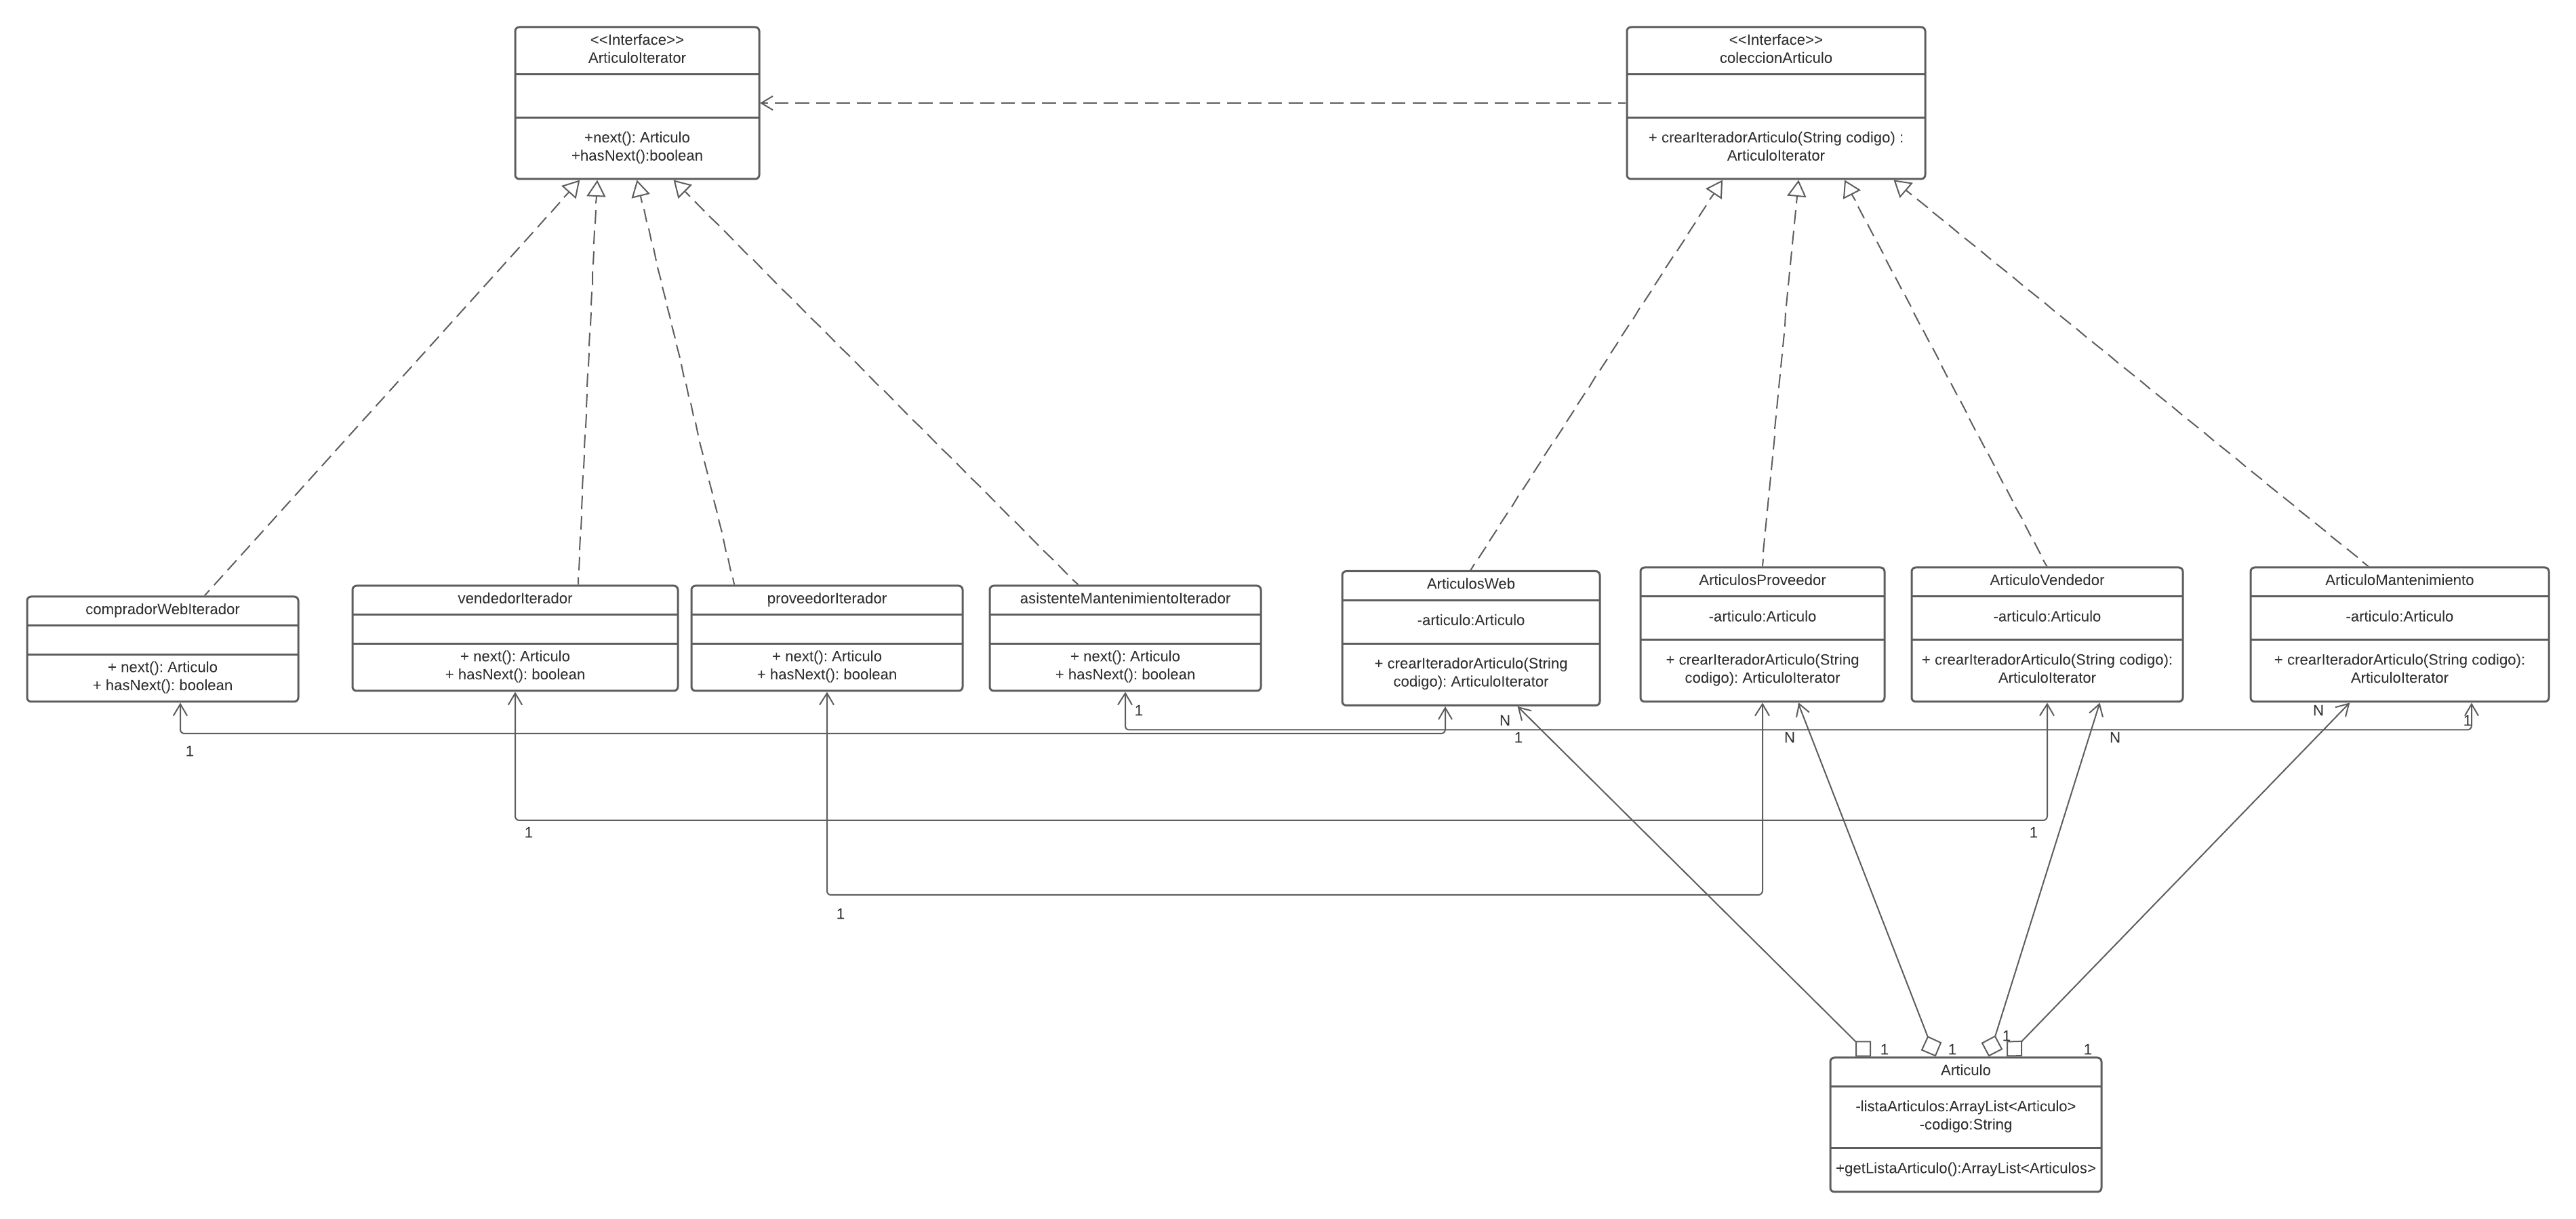 <<Interface>>
ArticuloIterator
+next(): Articulo
+hasNext():boolean
<<Interface>>
coleccionArticulo
+ crearIteradorArticulo(String codigo) :
ArticuloIterator
compradorWebIterador
+ next(): Articulo
+ hasNext(): boolean
vendedorIterador
+ next(): Articulo
+ hasNext(): boolean
proveedorIterador
+ next(): Articulo
+ hasNext(): boolean
asistenteMantenimientoIterador
+ next(): Articulo
+ hasNext(): boolean
ArticulosWeb
-articulo:Articulo
+ crearIteradorArticulo(String
codigo): ArticuloIterator
ArticulosProveedor
-articulo:Articulo
+ crearIteradorArticulo(String
codigo): ArticuloIterator
ArticuloVendedor
-articulo:Articulo
+ crearIteradorArticulo(String codigo):
ArticuloIterator
ArticuloMantenimiento
-articulo:Articulo
+ crearIteradorArticulo(String codigo):
ArticuloIterator
1
N
N
1
1
1
N
N
1
1
1
1
1
1
1
1
Articulo
-listaArticulos:ArrayList<Articulo>
-codigo:String
+getListaArticulo():ArrayList<Articulos>